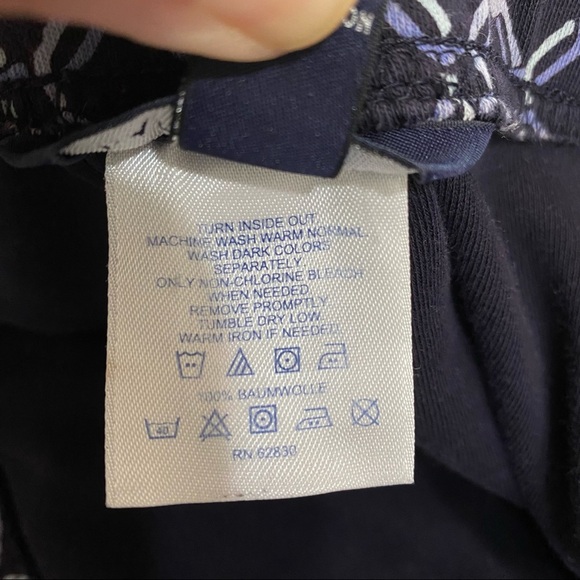 TURN INSIDE OUT
MACHINE WASH WARM NORMAL.
WASH DARK COLORS
SEPARATELY
ONLY NON-CHLORINE BLEACH
WHEN NEEDED
REMOVE PROMPTLY
TUMBLE DRY LOW
WARM IRON IF NEEDED
100% BAUMWOLLE
40
RN 62830